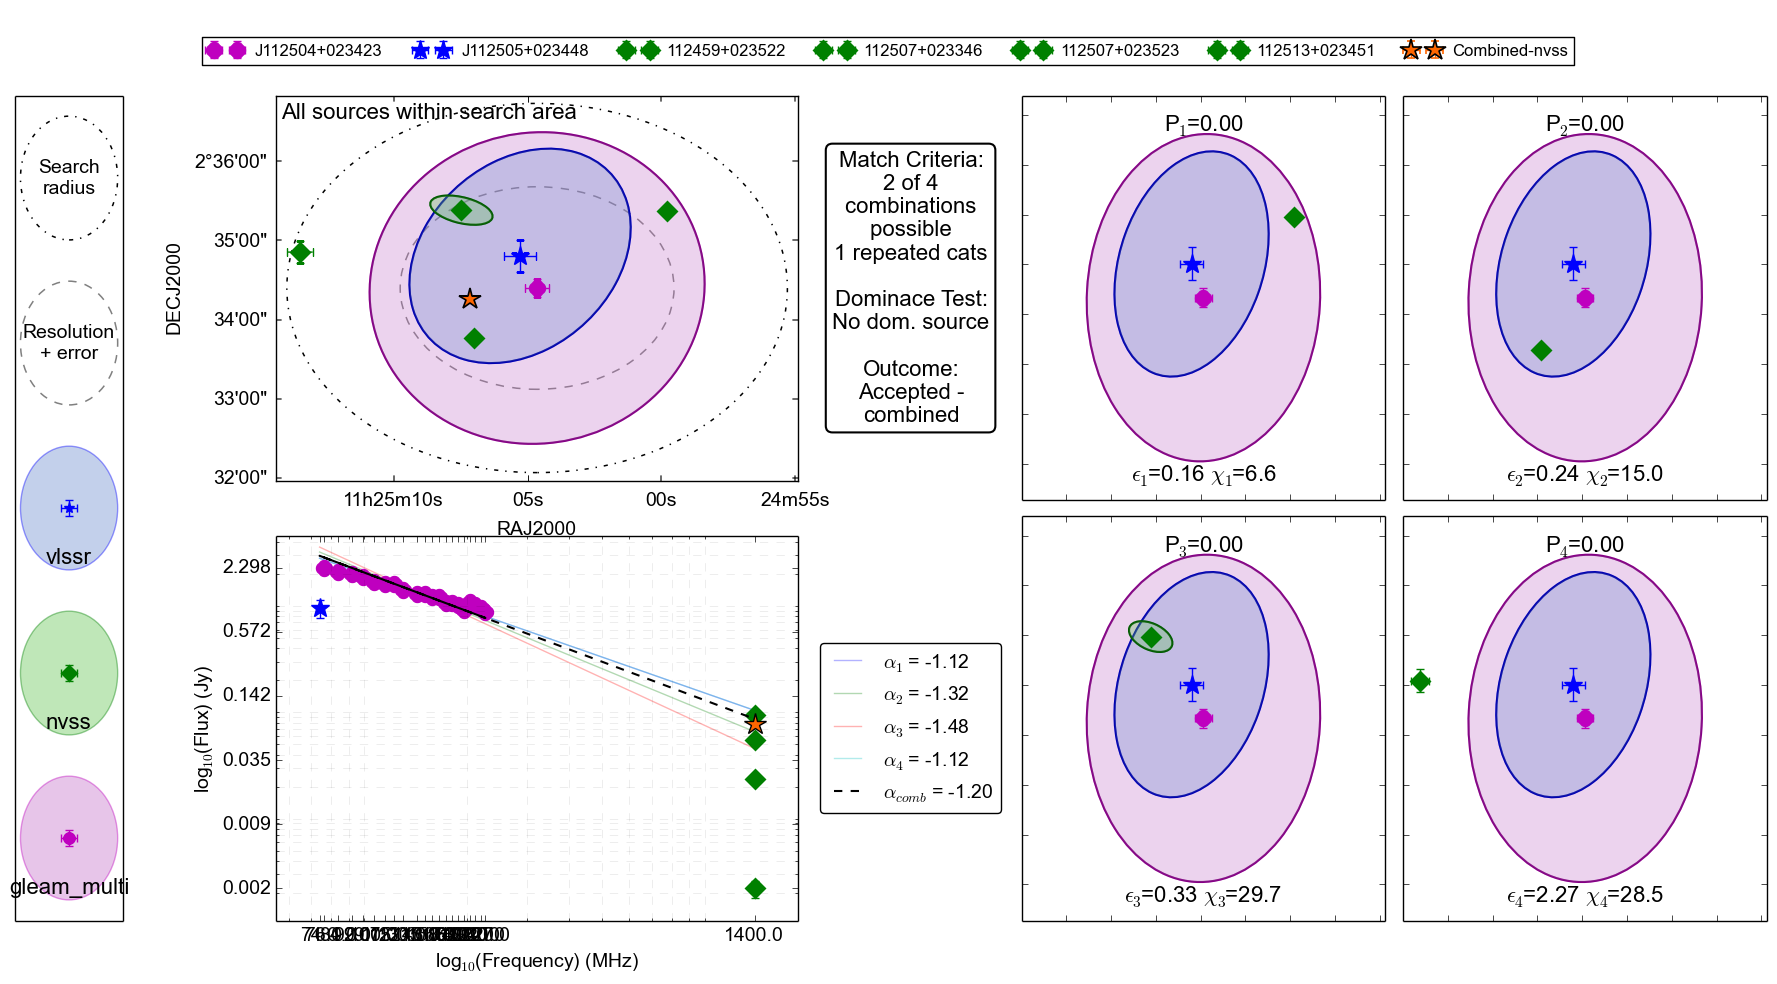 J112504+023423 J112505+023448 112459+023522 112507+023346 112507+023523 112513+023451 Combined-nvss
Search
radius
Resolution
+ error
vlssr
nvss
gleam_multi
All sources within search area
DECJ2000
2°36'00"
35'00"
34'00"
33'00"
32'00"
11h25m10s 05s 00s 24m55s
RAJ2000
Match Criteria:
2 of 4
combinations
possible
1 repeated cats
Dominace Test:
No dom. source
Outcome:
Accepted -
combined
P₁=0.00
ϵ₁=0.16 χ₁=6.6
P₂=0.00
ϵ₂=0.24 χ₂=15.0
log₁₀(Flux) (Jy)
2.298
0.572
0.142
0.035
0.009
0.002
1400.0
log₁₀(Frequency) (MHz)
α₁ = -1.12
α₂ = -1.32
α₃ = -1.48
α₄ = -1.12
α_comb = -1.20
P₃=0.00
ϵ₃=0.33 χ₃=29.7
P₄=0.00
ϵ₄=2.27 χ₄=28.5